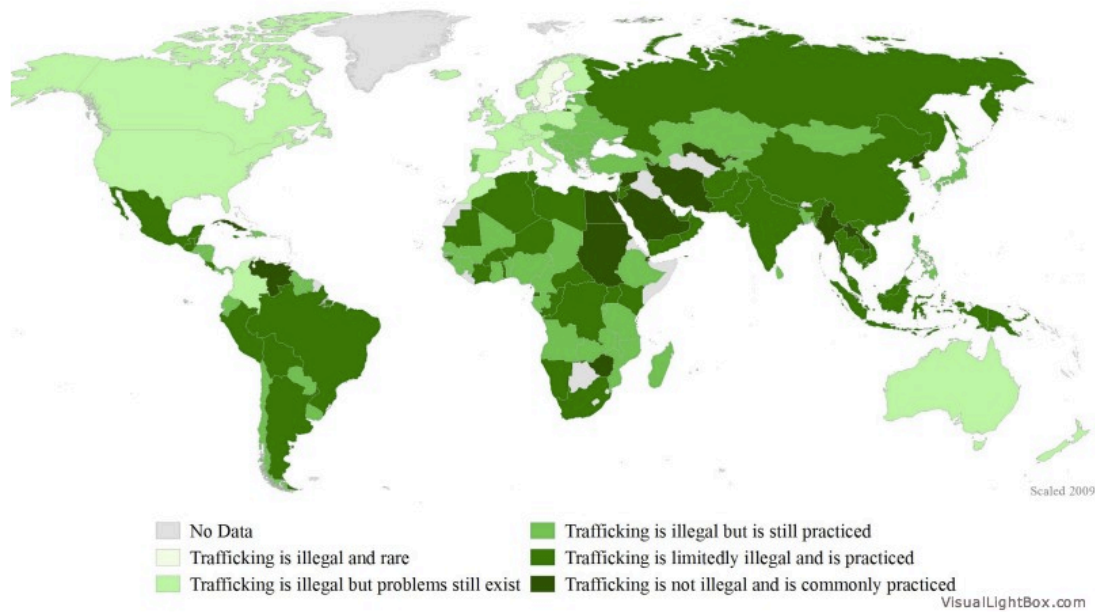 Scaled 2009
No Data
Trafficking is illegal and rare
Trafficking is illegal but problems still exist
Trafficking is illegal but is still practiced
Trafficking is limitedly illegal and is practiced
Trafficking is not illegal and is commonly practiced
VisualLightBox.com